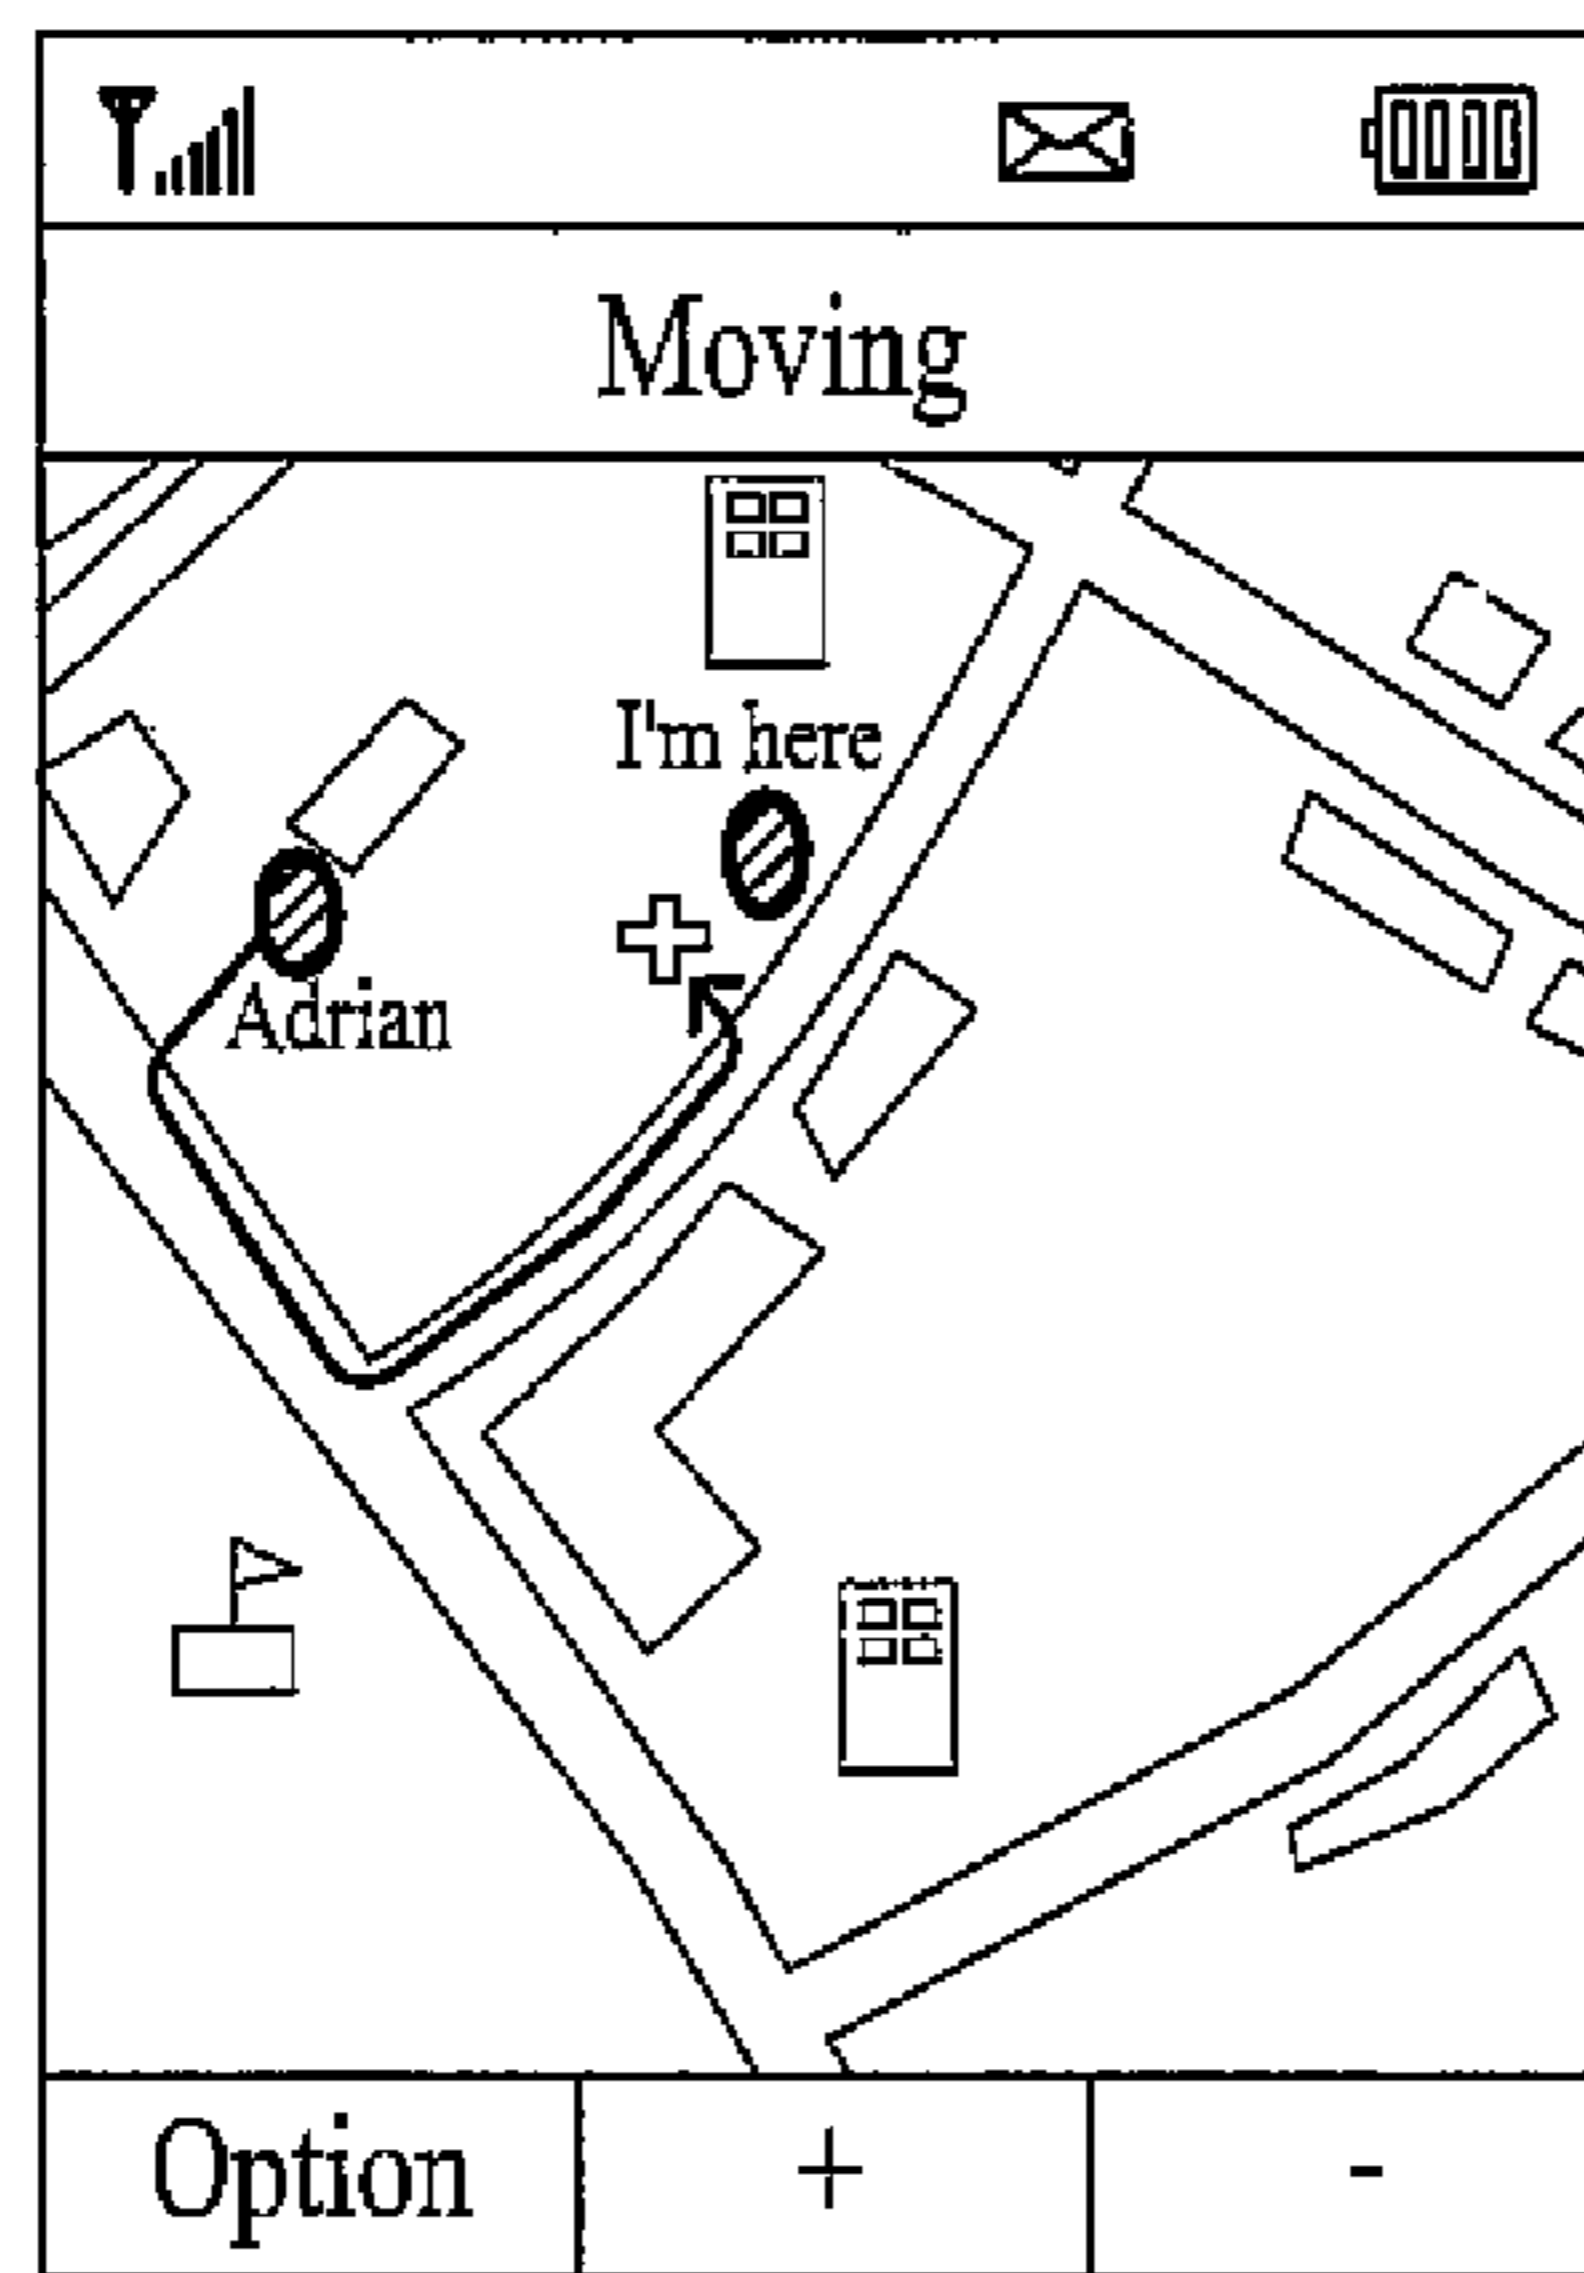 Moving
I'm here
Adrian
Option
+
-